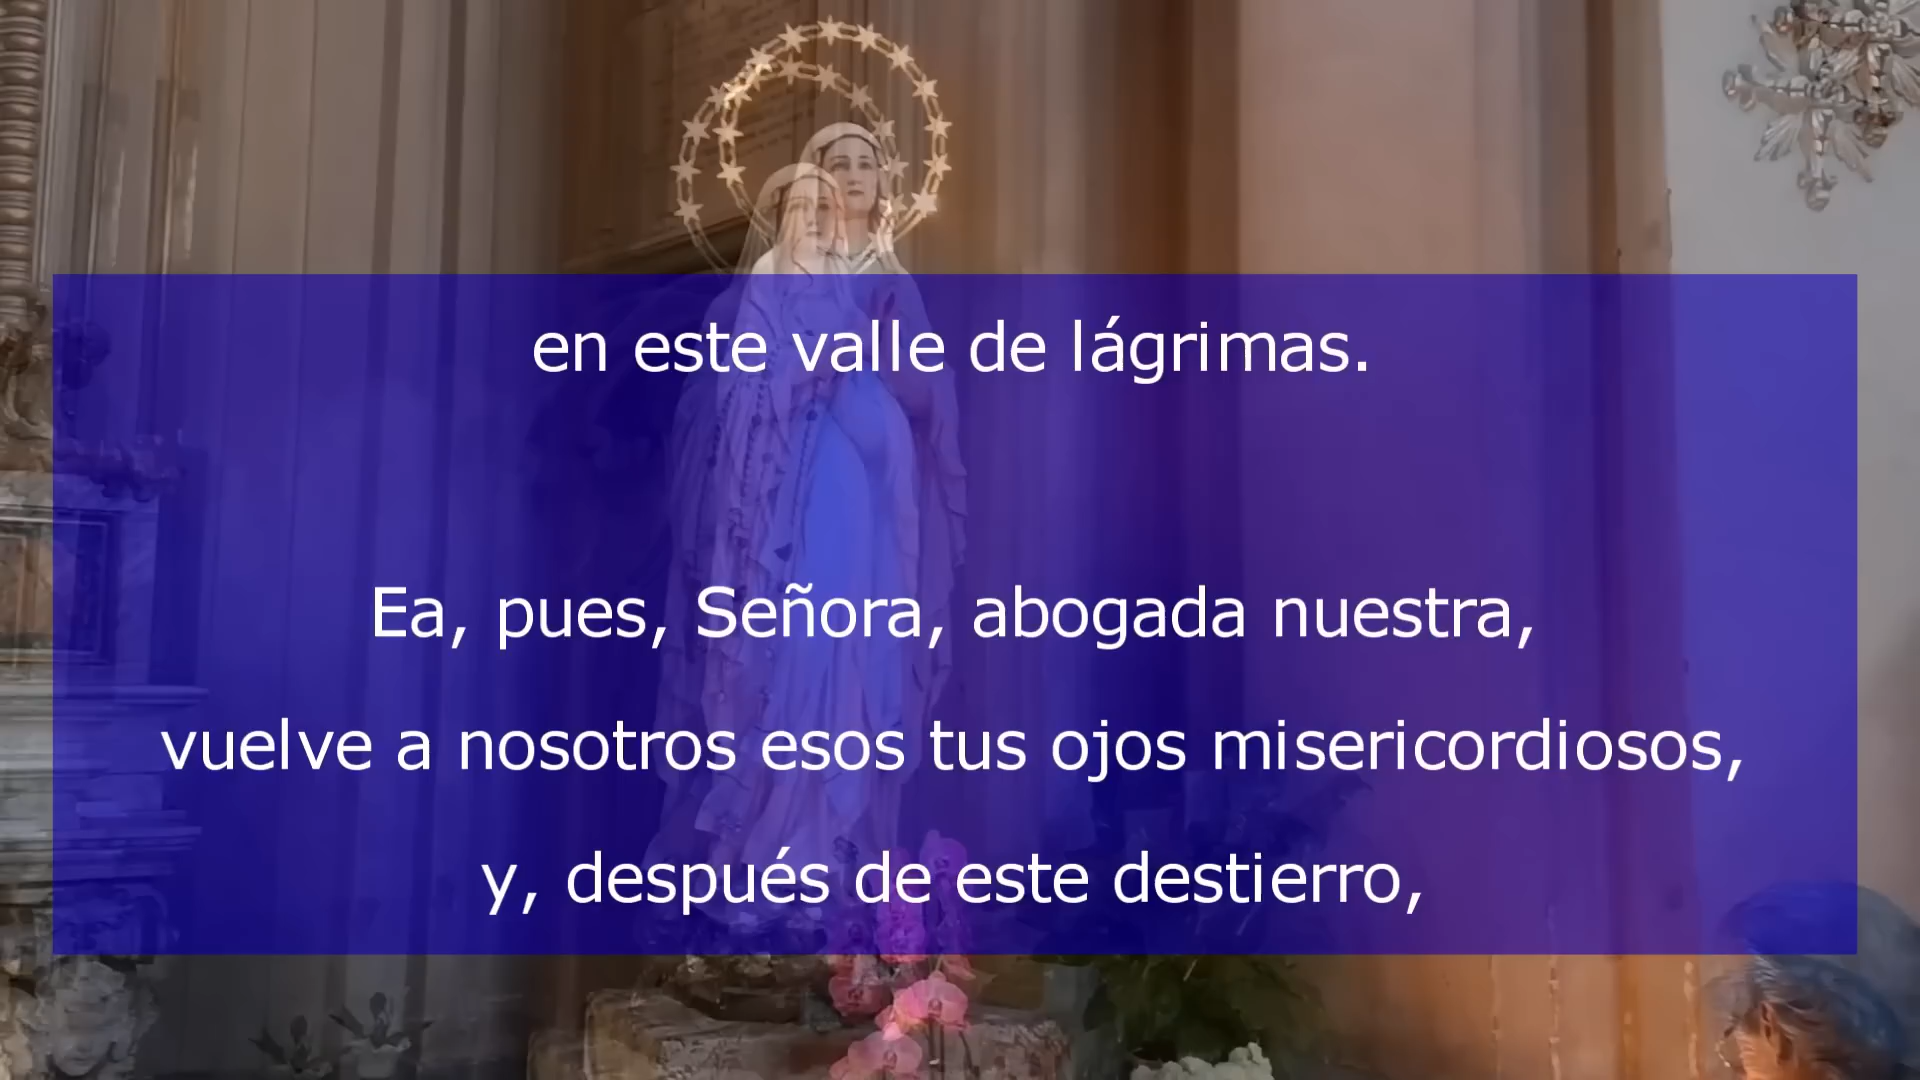 en este valle de lágrimas.
Ea, pues, Señora, abogada nuestra,
vuelve a nosotros esos tus ojos misericordiosos,
y, después de este destierro,